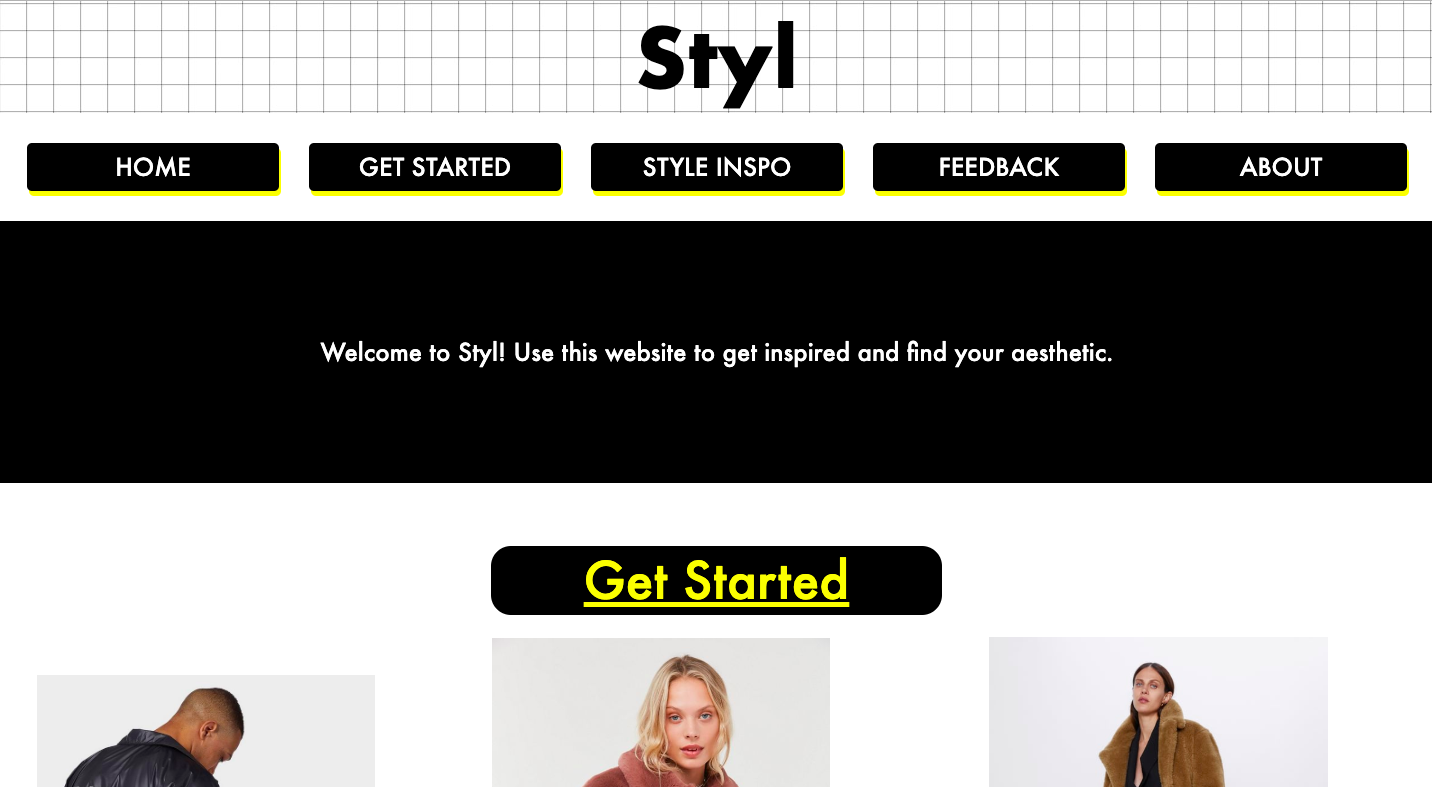 Styl
HOME
GET STARTED
STYLE INSPO
FEEDBACK
ABOUT
Welcome to Styl! Use this website to get inspired and find your aesthetic.
Get Started